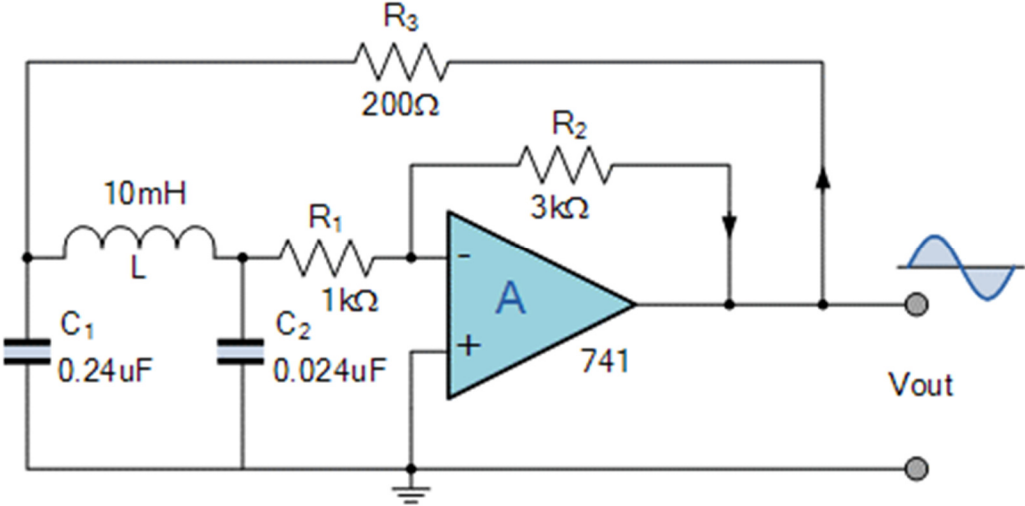 R₃
200Ω
R₂
3kΩ
10mH
L
R₁
1kΩ
-
A
+
741
C₁
0.24uF
C₂
0.024uF
Vout